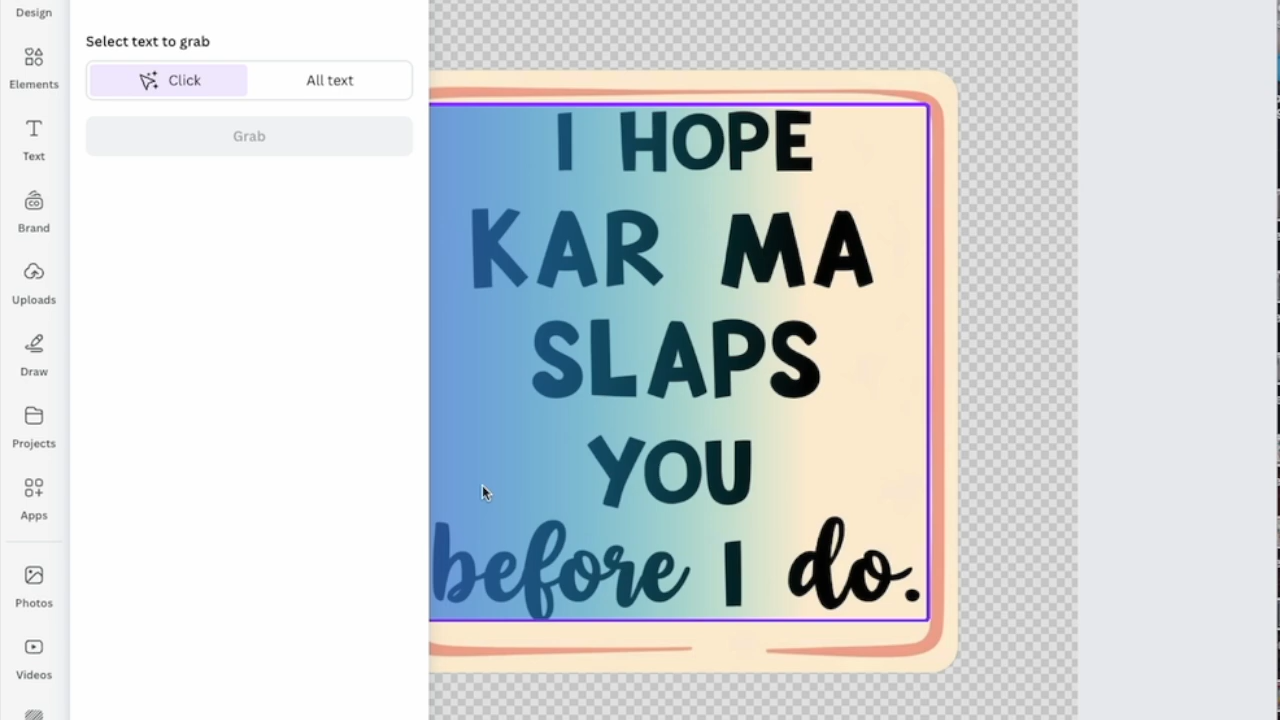 Design
Elements
Text
Brand
Uploads
Draw
Projects
Apps
Photos
Videos
Select text to grab
Click
All text
Grab
I HOPE
KAR MA
SLAPS
YOU
before I do.